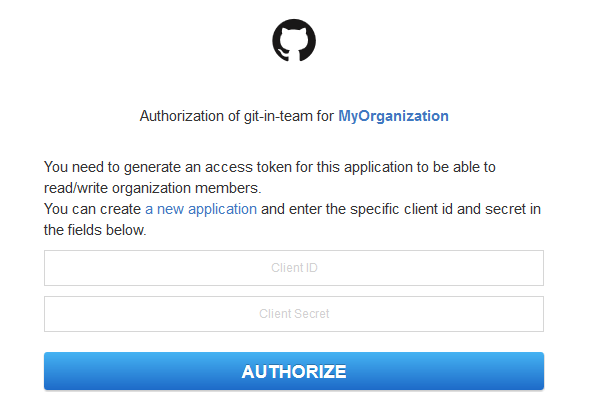 Authorization of git-in-team for MyOrganization
You need to generate an access token for this application to be able to
read/write organization members.
You can create a new application and enter the specific client id and secret in
the fields below.
Client ID
Client Secret
AUTHORIZE